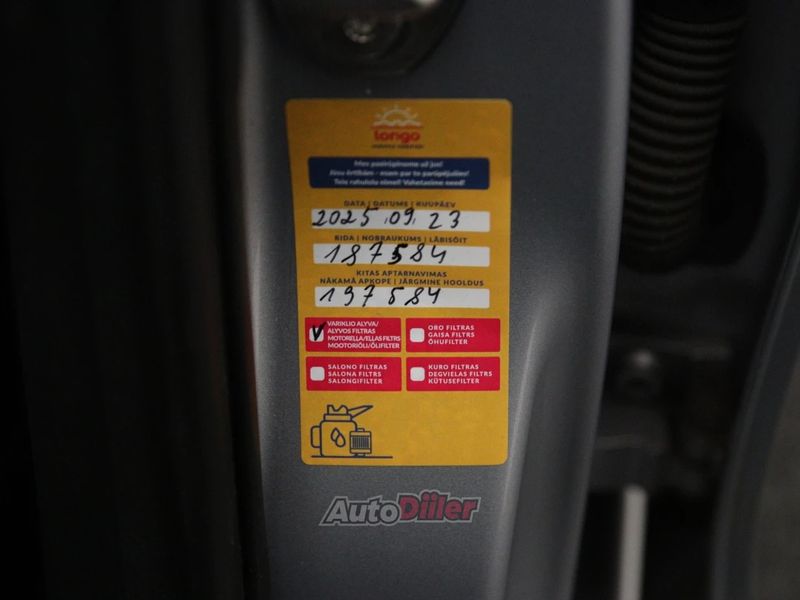 longo
Mes pasirūpinome už jus!
Jūsu ērtībām - esam par to parūpējušies!
Teie rahulolu nimel! Vahetasime need!
DATA | DATUMS | KUUPÄEV
2025.09.23
RIDA | NOBRAUKUMS | LÄBISÕIT
187584
KITAS APTARNAVIMAS
NĀKAMĀ APKOPE | JÄRGMINE HOOLDUS
197584
VARIKLIO ALYVA/
ALYVOS FILTRAS
MOTOREĻĻA/EĻĻAS FILTRS
MOOTORIÕLI/ÕLIFILTER
ORO FILTRAS
GAISA FILTRS
ÕHUFILTER
SALONO FILTRAS
SALONA FILTRS
SALONGIFILTER
KURO FILTRAS
DEGVIELAS FILTRS
KÜTUSEFILTER
AutoDiiler